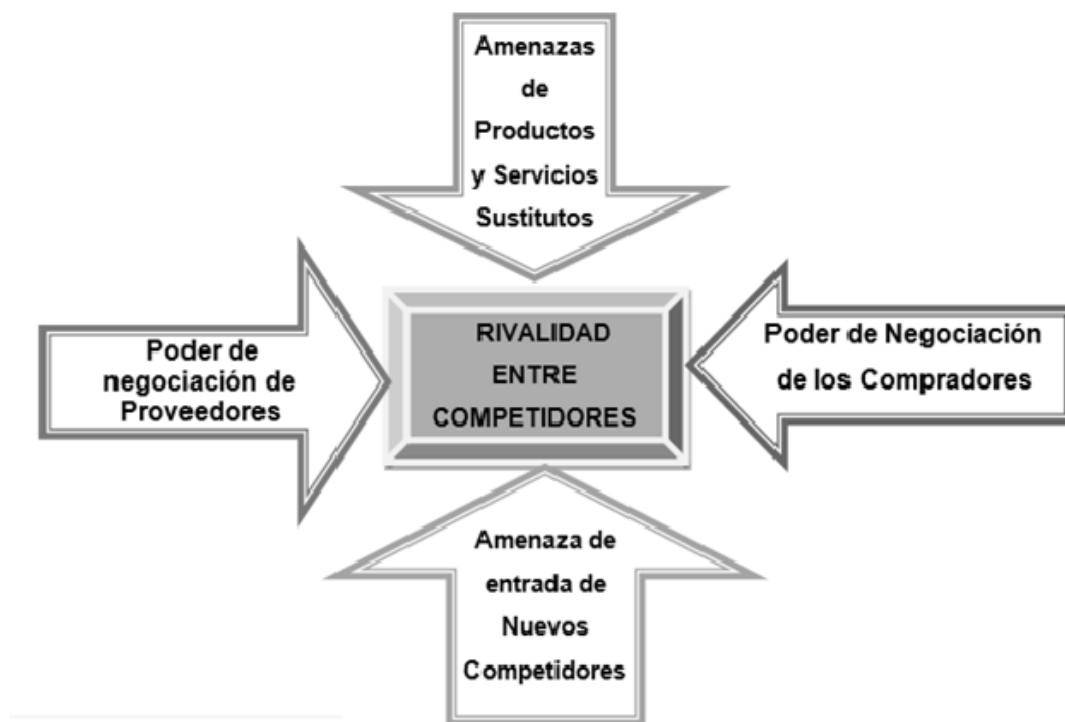 Amenazas
de
Productos
y Servicios
Sustitutos
Poder de
negociación de
Proveedores
RIVALIDAD
ENTRE
COMPETIDORES
Poder de Negociación
de los Compradores
Amenaza de
entrada de
Nuevos
Competidores